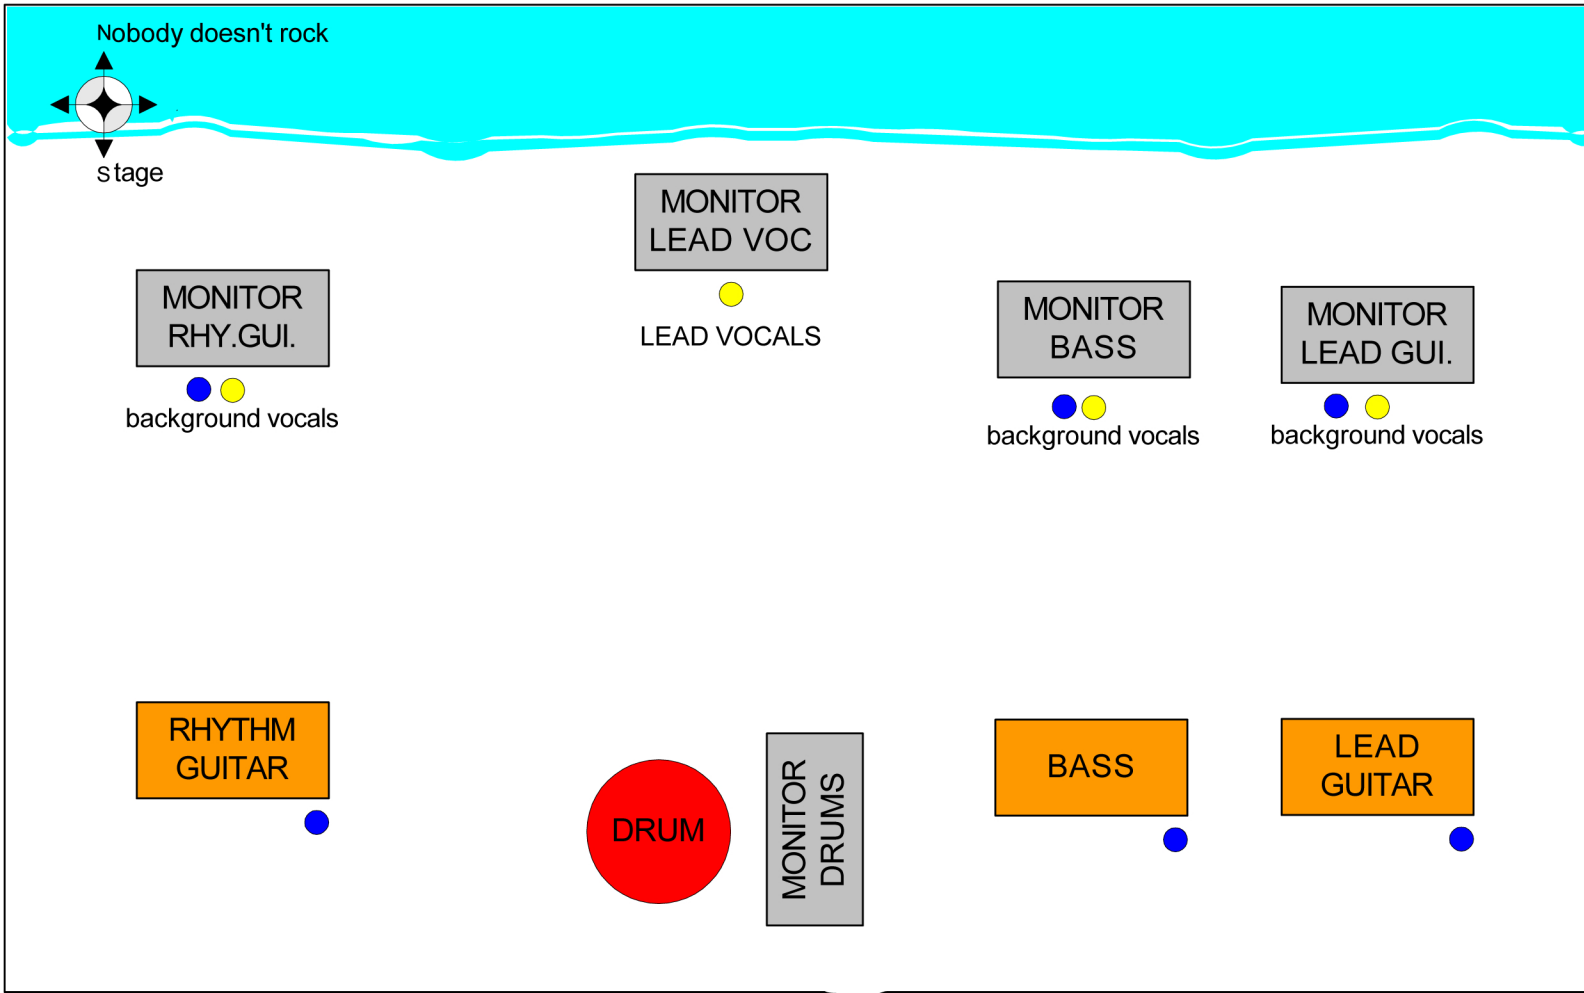 Nobody doesn't rock
Stage
MONITOR
LEAD VOC
LEAD VOCALS
MONITOR
RHY.GUI.
background vocals
MONITOR
BASS
background vocals
MONITOR
LEAD GUI.
background vocals
RHYTHM
GUITAR
DRUM
MONITOR
DRUMS
BASS
LEAD
GUITAR